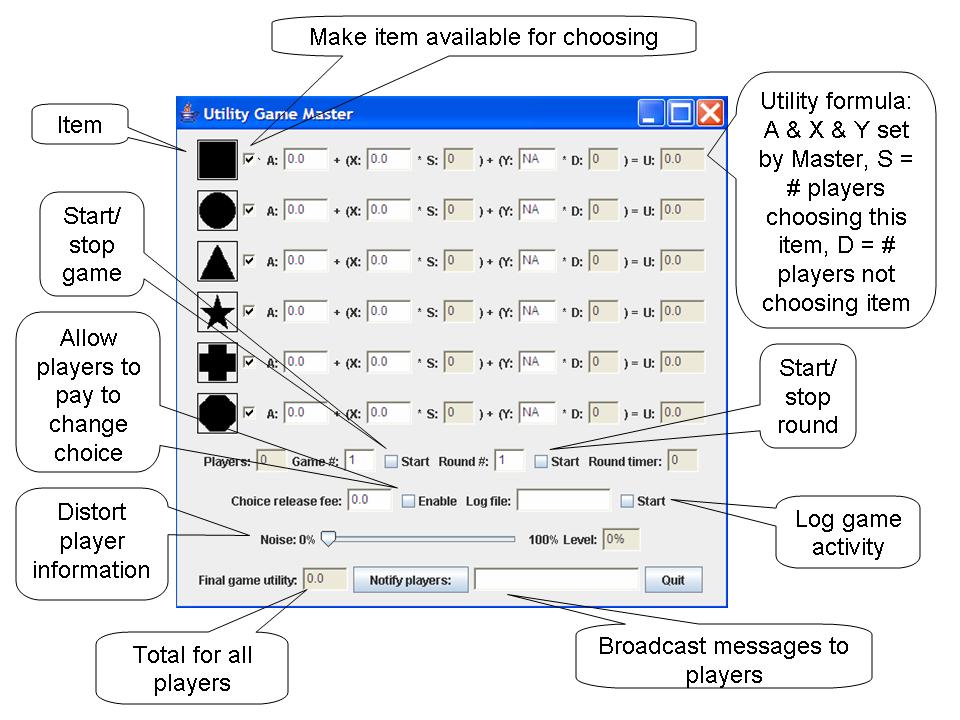 Make item available for choosing
Item
Utility Game Master
Utility formula:
A & X & Y set
by Master, S =
# players
choosing this
item, D = #
players not
choosing item
A: 0.0 + (X: 0.0 * S: 0 ) + (Y: NA * D: 0 ) = U: 0.0
A: 0.0 + (X: 0.0 * S: 0 ) + (Y: NA * D: 0 ) = U: 0.0
A: 0.0 + (X: 0.0 * S: 0 ) + (Y: NA * D: 0 ) = U: 0.0
A: 0.0 + (X: 0.0 * S: 0 ) + (Y: NA * D: 0 ) = U: 0.0
A: 0.0 + (X: 0.0 * S: 0 ) + (Y: NA * D: 0 ) = U: 0.0
A: 0.0 + (X: 0.0 * S: 0 ) + (Y: NA * D: 0 ) = U: 0.0
Start/
stop
game
Allow
players to
pay to
change
choice
Start/
stop
round
Players: 0 Game #: 1 Start Round #: 1 Start Round timer: 0
Choice release fee: 0.0 Enable Log file: Start
Distort
player
information
Log game
activity
Noise: 0% 100% Level: 0%
Final game utility: 0.0 Notify players: Quit
Total for all
players
Broadcast messages to
players